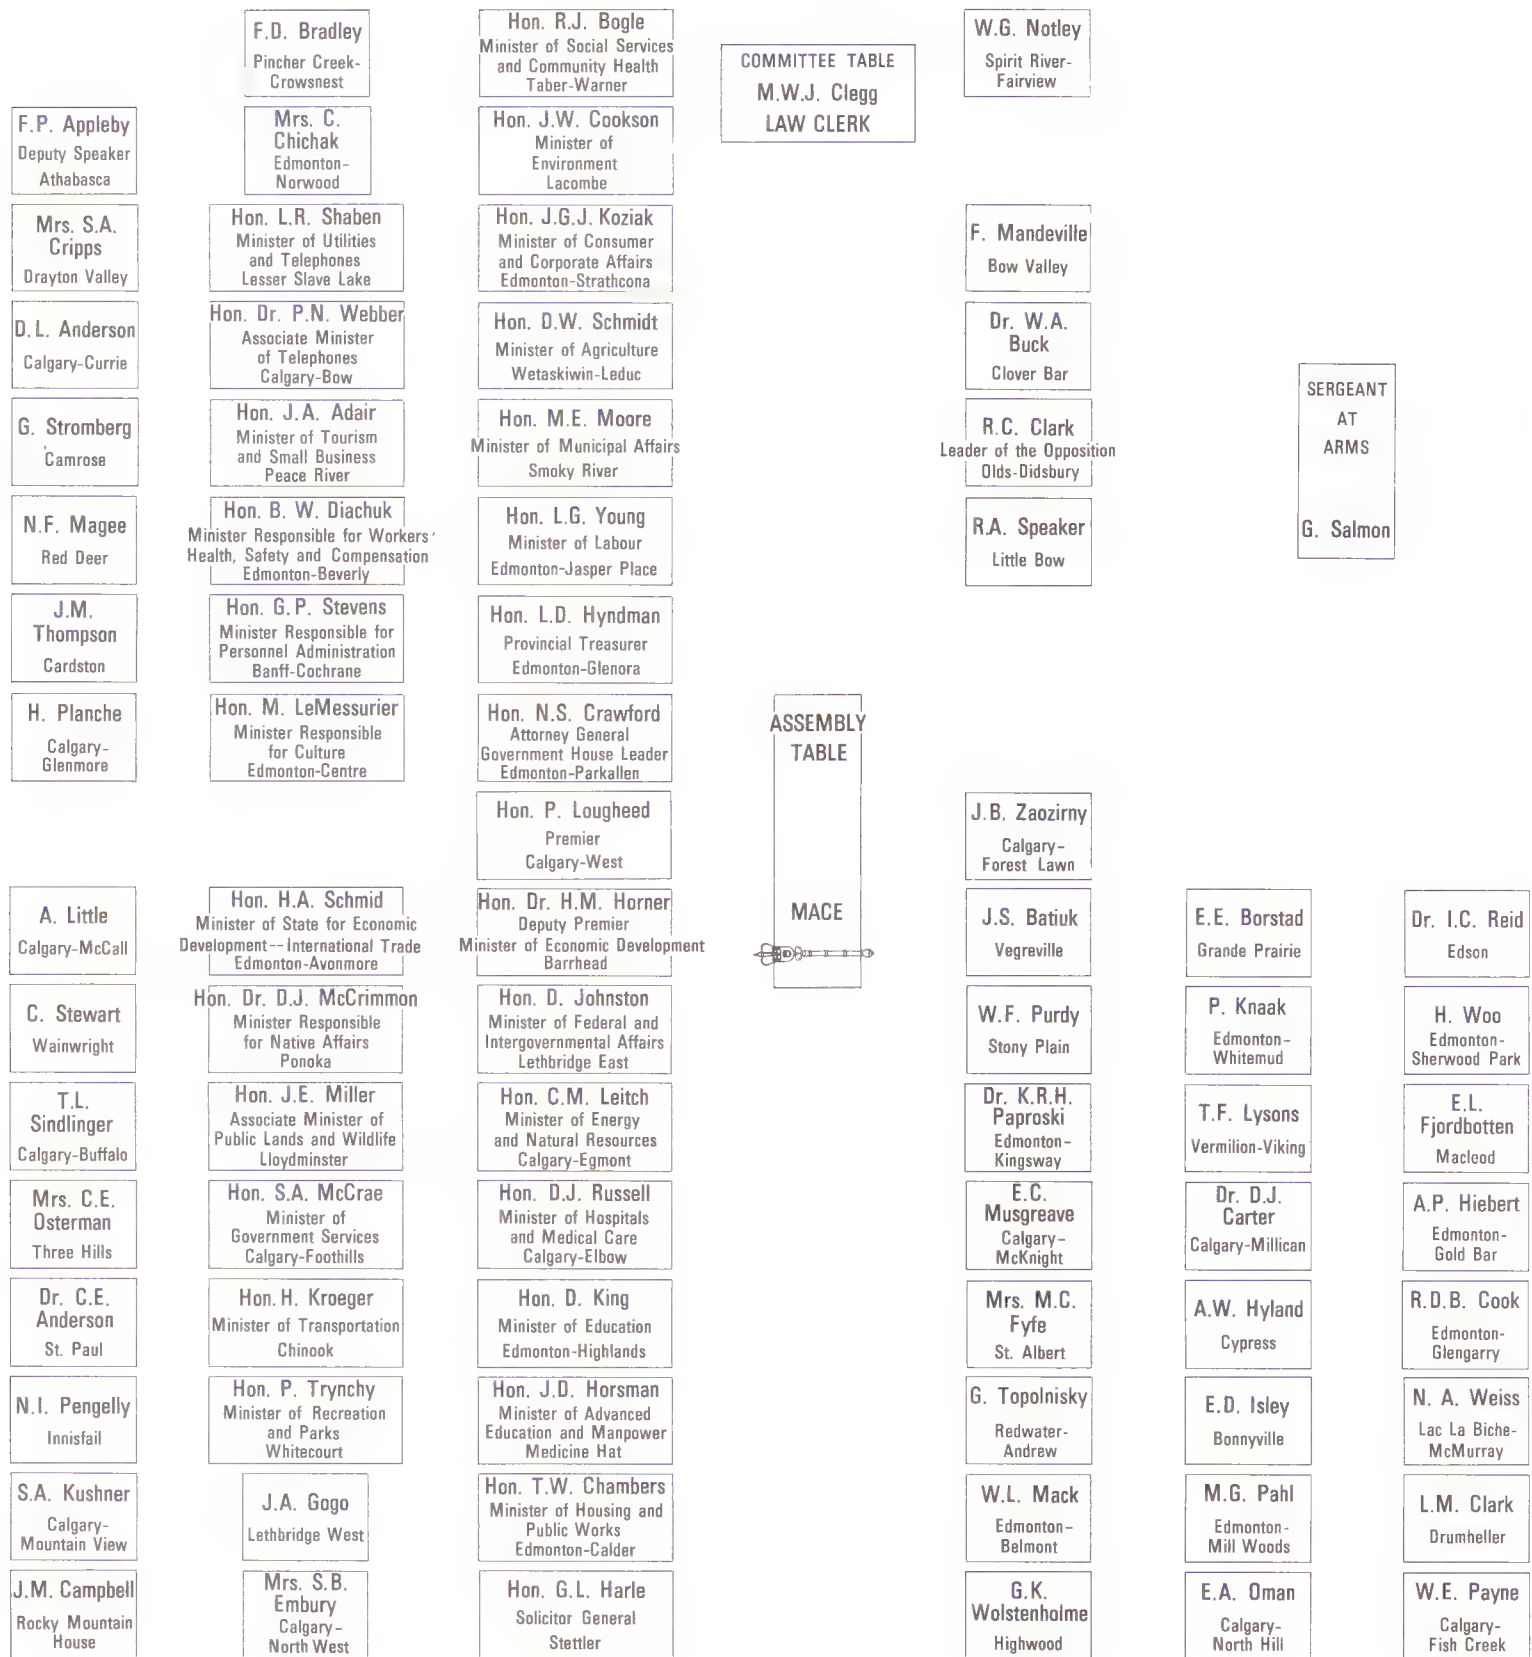 F.D. Bradley
Pincher Creek-
Crowsnest
Hon. R.J. Bogle
Minister of Social Services
and Community Health
Taber-Warner
COMMITTEE TABLE
M.W.J. Clegg
LAW CLERK
W.G. Notley
Spirit River-
Fairview
F.P. Appleby
Deputy Speaker
Athabasca
Mrs. C.
Chichak
Edmonton-
Norwood
Hon. J.W. Cookson
Minister of
Environment
Lacombe
Mrs. S.A.
Cripps
Drayton Valley
Hon. L.R. Shaben
Minister of Utilities
and Telephones
Lesser Slave Lake
Hon. J.G.J. Koziak
Minister of Consumer
and Corporate Affairs
Edmonton-Strathcona
F. Mandeville
Bow Valley
D.L. Anderson
Calgary-Currie
Hon. Dr. P.N. Webber
Associate Minister
of Telephones
Calgary-Bow
Hon. D.W. Schmidt
Minister of Agriculture
Wetaskiwin-Leduc
Dr. W.A.
Buck
Clover Bar
SERGEANT
AT
ARMS
G. Salmon
G. Stromberg
Camrose
Hon. J.A. Adair
Minister of Tourism
and Small Business
Peace River
Hon. M.E. Moore
Minister of Municipal Affairs
Smoky River
R.C. Clark
Leader of the Opposition
Olds-Didsbury
N.F. Magee
Red Deer
Hon. B. W. Diachuk
Minister Responsible for Workers'
Health, Safety and Compensation
Edmonton-Beverly
Hon. L.G. Young
Minister of Labour
Edmonton-Jasper Place
R.A. Speaker
Little Bow
J.M.
Thompson
Cardston
Hon. G.P. Stevens
Minister Responsible for
Personnel Administration
Banff-Cochrane
Hon. L.D. Hyndman
Provincial Treasurer
Edmonton-Glenora
H. Planche
Calgary-
Glenmore
Hon. M. LeMessurier
Minister Responsible
for Culture
Edmonton-Centre
Hon. N.S. Crawford
Attorney General
Government House Leader
Edmonton-Parkallen
ASSEMBLY
TABLE
MACE
Hon. P. Lougheed
Premier
Calgary-West
J.B. Zaozirny
Calgary-
Forest Lawn
A. Little
Calgary-McCall
Hon. H.A. Schmid
Minister of State for Economic
Development--International Trade
Edmonton-Avonmore
Hon. Dr. H.M. Horner
Deputy Premier
Minister of Economic Development
Barrhead
J.S. Batiuk
Vegreville
E.E. Borstad
Grande Prairie
Dr. I.C. Reid
Edson
C. Stewart
Wainwright
Hon. Dr. D.J. McCrimmon
Minister Responsible
for Native Affairs
Ponoka
Hon. D. Johnston
Minister of Federal and
Intergovernmental Affairs
Lethbridge East
W.F. Purdy
Stony Plain
P. Knaak
Edmonton-
Whitemud
H. Woo
Edmonton-
Sherwood Park
T.L.
Sindlinger
Calgary-Buffalo
Hon. J.E. Miller
Associate Minister of
Public Lands and Wildlife
Lloydminster
Hon. C.M. Leitch
Minister of Energy
and Natural Resources
Calgary-Egmont
Dr. K.R.H.
Paproski
Edmonton-
Kingsway
T.F. Lysons
Vermilion-Viking
E.L.
Fjordbotten
Macleod
Mrs. C.E.
Osterman
Three Hills
Hon. S.A. McCrae
Minister of
Government Services
Calgary-Foothills
Hon. D.J. Russell
Minister of Hospitals
and Medical Care
Calgary-Elbow
E.C.
Musgreave
Calgary-
McKnight
Dr. D.J.
Carter
Calgary-Millican
A.P. Hiebert
Edmonton-
Gold Bar
Dr. C.E.
Anderson
St. Paul
Hon. H. Kroeger
Minister of Transportation
Chinook
Hon. D. King
Minister of Education
Edmonton-Highlands
Mrs. M.C.
Fyfe
St. Albert
A.W. Hyland
Cypress
R.D.B. Cook
Edmonton-
Glengarry
N.I. Pengelly
Innisfail
Hon. P. Trynchy
Minister of Recreation
and Parks
Whitecourt
Hon. J.D. Horsman
Minister of Advanced
Education and Manpower
Medicine Hat
G. Topolnisky
Redwater-
Andrew
E.D. Isley
Bonnyville
N. A. Weiss
Lac La Biche-
McMurray
S.A. Kushner
Calgary-
Mountain View
J.A. Gogo
Lethbridge West
Hon. T.W. Chambers
Minister of Housing and
Public Works
Edmonton-Calder
W.L. Mack
Edmonton-
Belmont
M.G. Pahl
Edmonton-
Mill Woods
L.M. Clark
Drumheller
J.M. Campbell
Rocky Mountain
House
Mrs. S.B.
Embury
Calgary-
North West
Hon. G.L. Harle
Solicitor General
Stettler
G.K.
Wolstenholme
Highwood
E.A. Oman
Calgary-
North Hill
W.E. Payne
Calgary-
Fish Creek